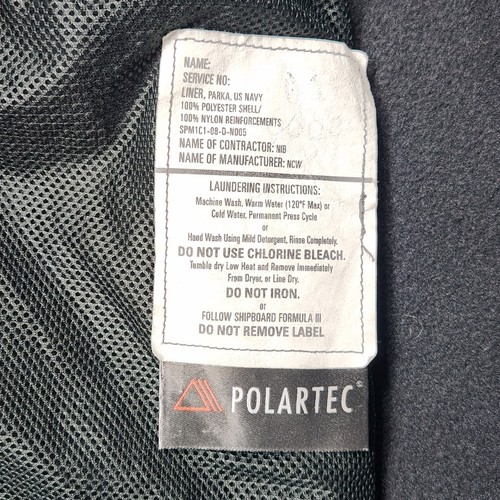 NAME:
SERVICE NO:
LINER, PARKA, US NAVY
100% POLYESTER SHELL/
100% NYLON REINFORCEMENTS
SPM1C1-08-D-N005
NAME OF CONTRACTOR: NIB
NAME OF MANUFACTURER: NCW
LAUNDERING INSTRUCTIONS:
Machine Wash, Warm Water (120°F Max) or
Cold Water, Permanent Press Cycle
or
Hand Wash Using Mild Detergent, Rinse Completely.
DO NOT USE CHLORINE BLEACH.
Tumble dry Low Heat and Remove Immediately
From Dryer, or Line Dry.
DO NOT IRON.
or
FOLLOW SHIPBOARD FORMULA III
DO NOT REMOVE LABEL
POLARTEC®